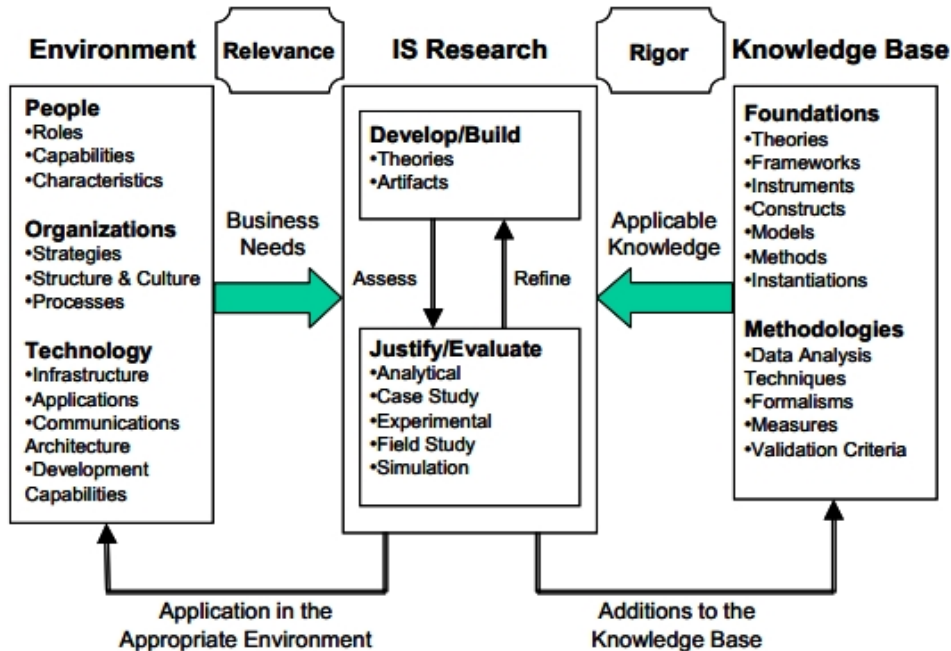 Environment
Relevance
IS Research
Rigor
Knowledge Base
People
•Roles
•Capabilities
•Characteristics
Organizations
•Strategies
•Structure & Culture
•Processes
Technology
•Infrastructure
•Applications
•Communications
Architecture
•Development
Capabilities
Business
Needs
Develop/Build
•Theories
•Artifacts
Assess
Refine
Justify/Evaluate
•Analytical
•Case Study
•Experimental
•Field Study
•Simulation
Applicable
Knowledge
Foundations
•Theories
•Frameworks
•Instruments
•Constructs
•Models
•Methods
•Instantiations
Methodologies
•Data Analysis
Techniques
•Formalisms
•Measures
•Validation Criteria
Application in the
Appropriate Environment
Additions to the
Knowledge Base